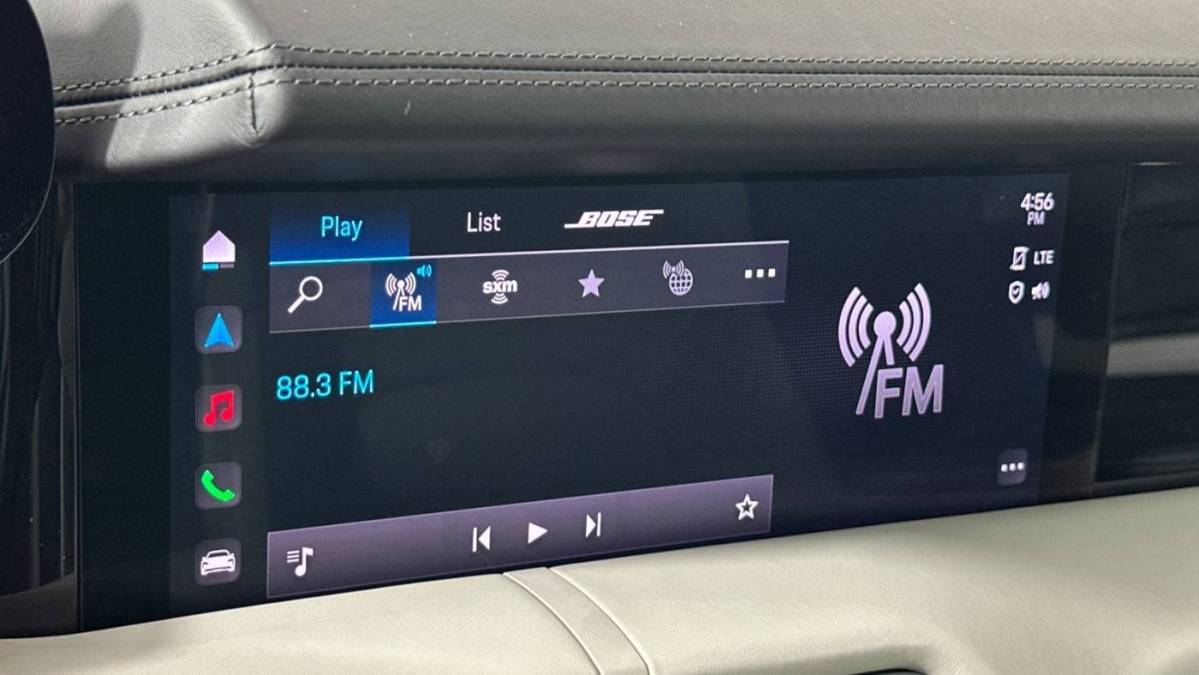 Play
List
BOSE
4:56
PM
FM
sxm
LTE
88.3 FM
FM